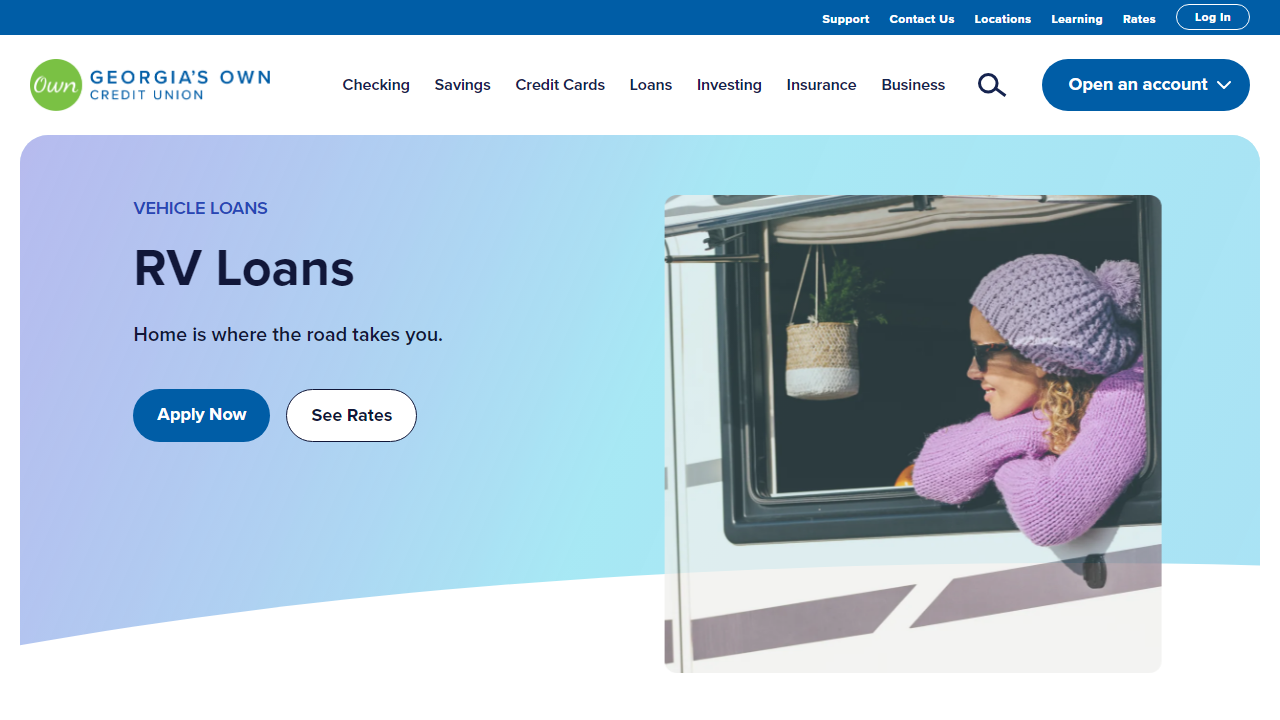 Support Contact Us Locations Learning Rates Log In
Own GEORGIA'S OWN
CREDIT UNION
Checking Savings Credit Cards Loans Investing Insurance Business Open an account
VEHICLE LOANS
RV Loans
Home is where the road takes you.
Apply Now See Rates